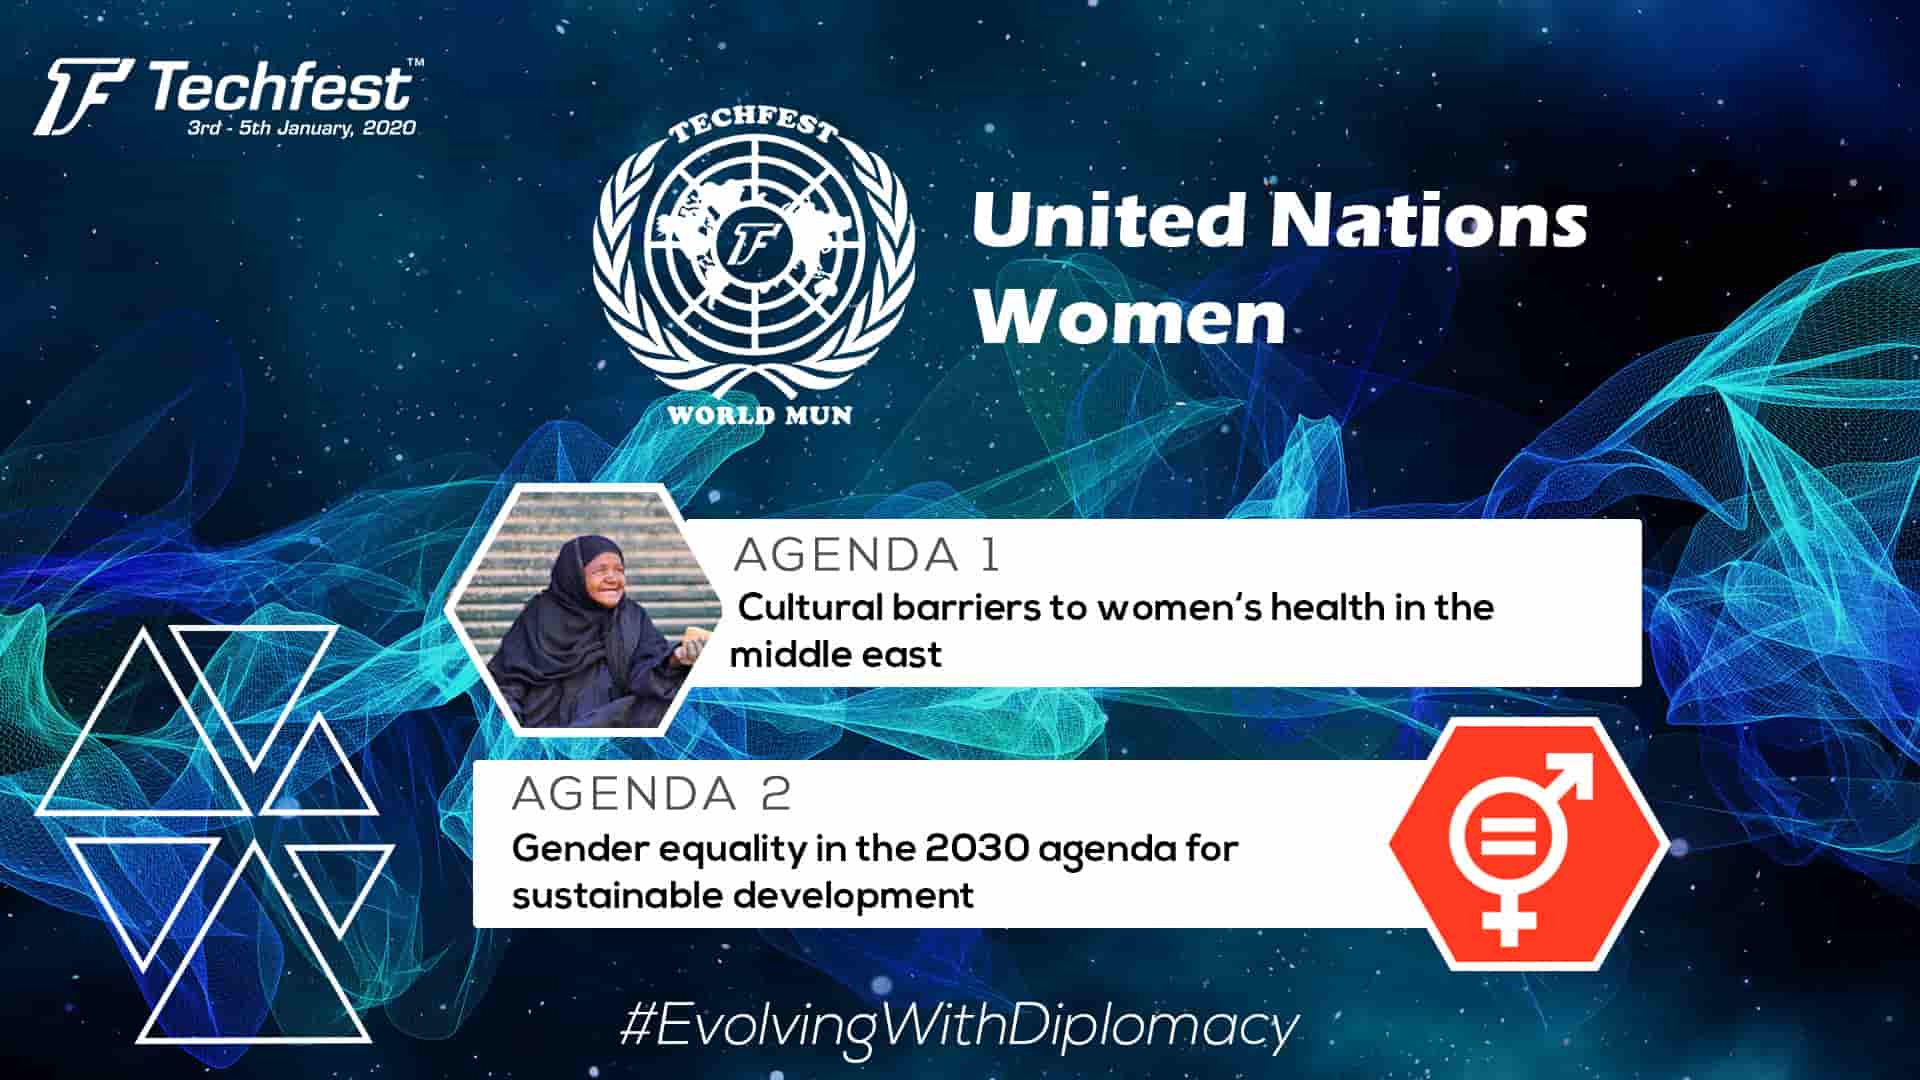 Techfest™
3rd - 5th January, 2020
TECHFEST
TF
WORLD MUN
United Nations
Women
AGENDA 1
Cultural barriers to women‘s health in the
middle east
AGENDA 2
Gender equality in the 2030 agenda for
sustainable development
#EvolvingWithDiplomacy